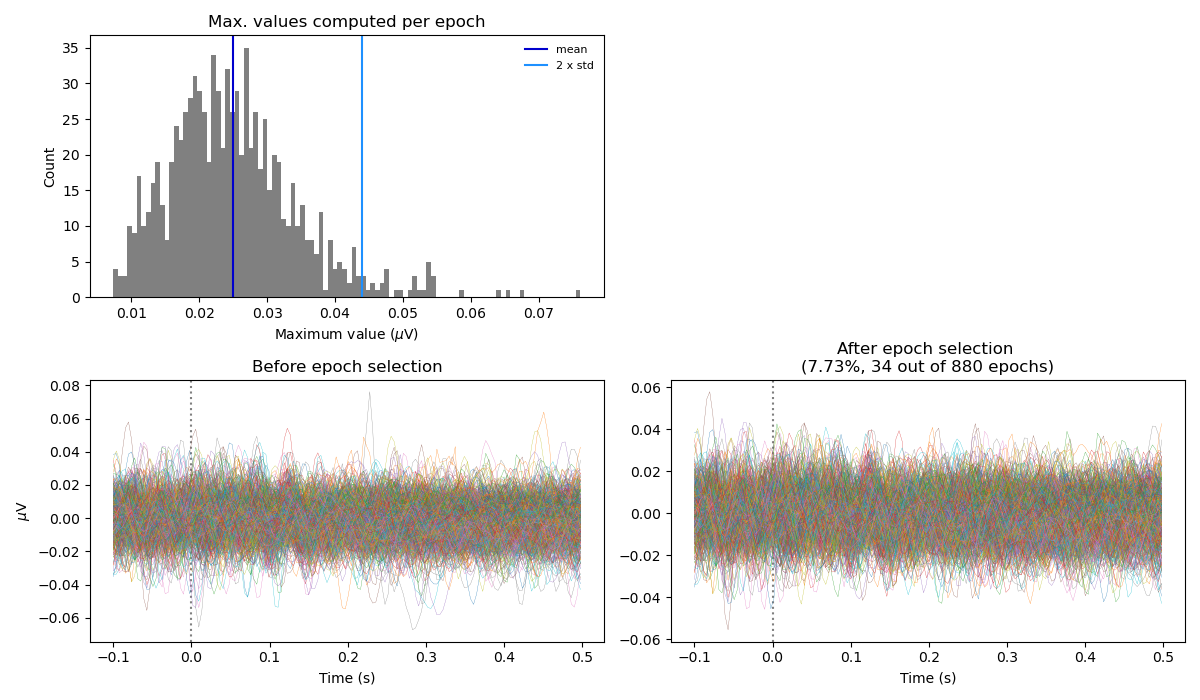 Max. values computed per epoch
35
30
25
20
15
10
5
0
Count
mean
2 x std
0.01 0.02 0.03 0.04 0.05 0.06 0.07
Maximum value (μV)
Before epoch selection
0.08
0.06
0.04
0.02
0.00
−0.02
−0.04
−0.06
μV
−0.1 0.0 0.1 0.2 0.3 0.4 0.5
Time (s)
After epoch selection
(7.73%, 34 out of 880 epochs)
0.06
0.04
0.02
0.00
−0.02
−0.04
−0.06
−0.1 0.0 0.1 0.2 0.3 0.4 0.5
Time (s)